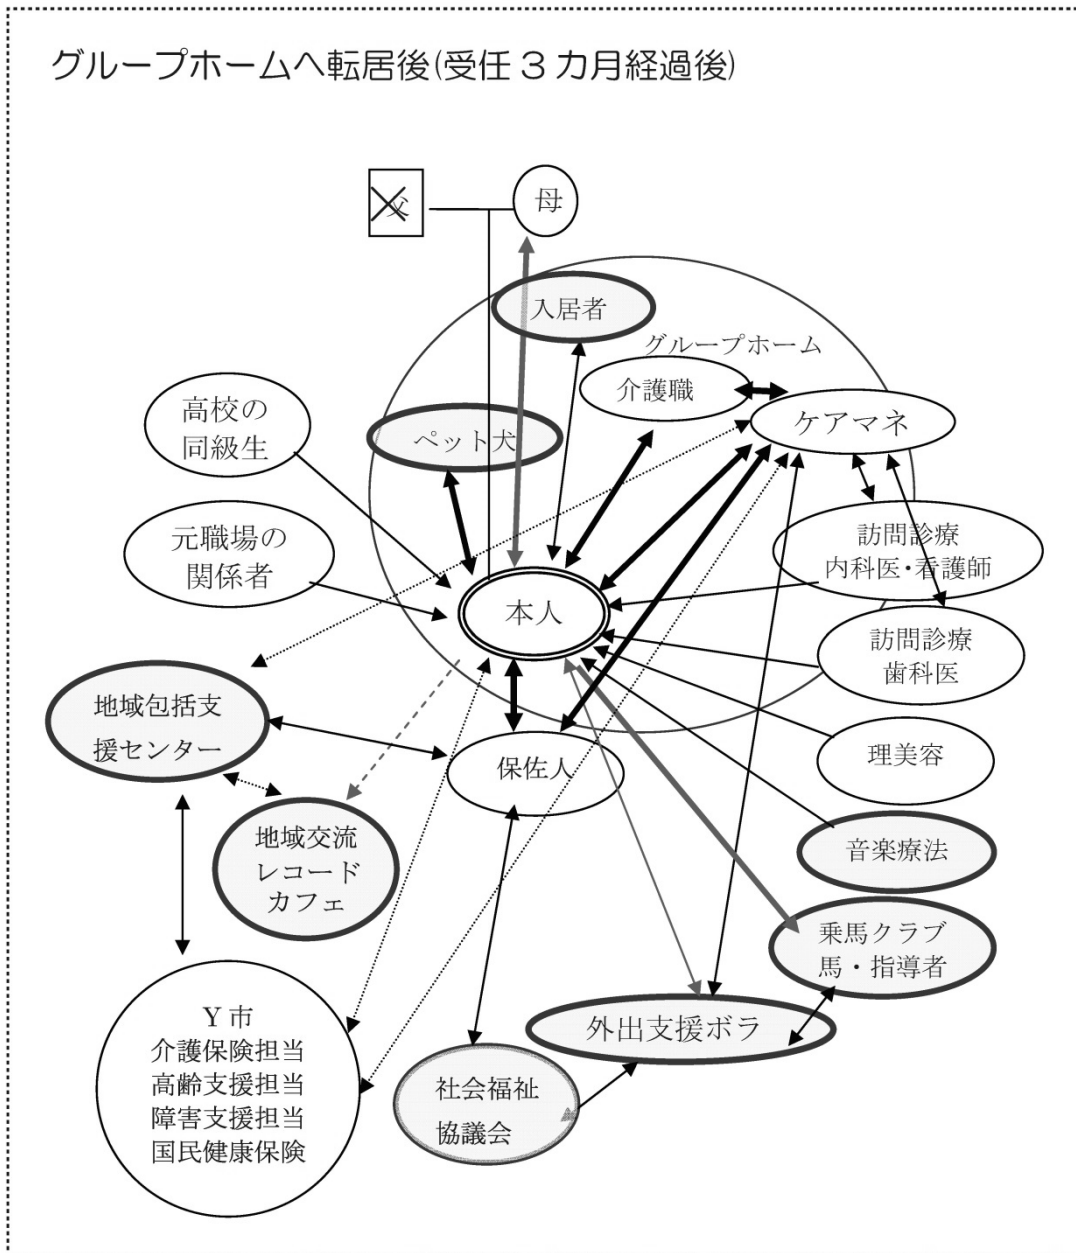 グループホームへ転居後(受任3カ月経過後)
父
母
入居者
グループホーム
介護職
ケアマネ
ペット犬
高校の
同級生
元職場の
関係者
訪問診療
内科医・看護師
本人
訪問診療
歯科医
地域包括支
援センター
保佐人
理美容
地域交流
レコード
カフェ
音楽療法
乗馬クラブ
馬・指導者
外出支援ボラ
Y市
介護保険担当
高齢支援担当
障害支援担当
国民健康保険
社会福祉
協議会